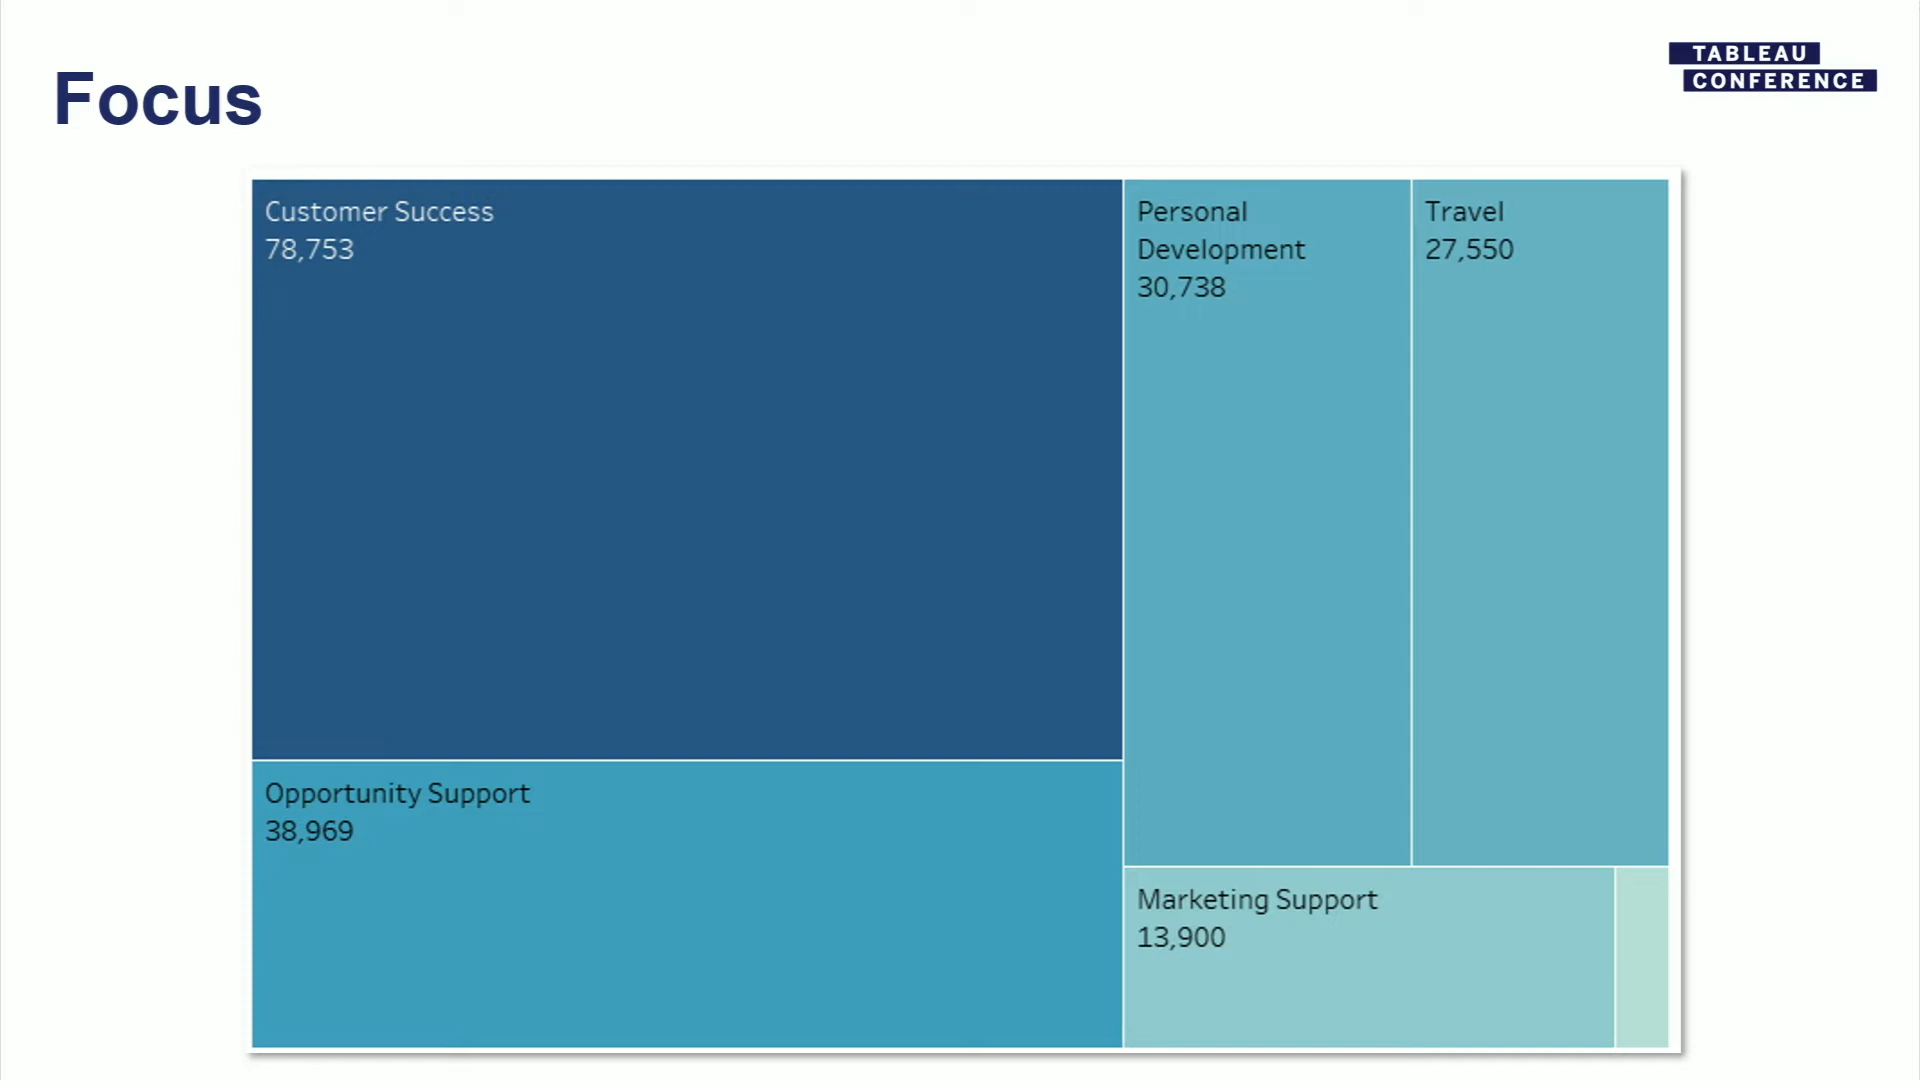 Focus
TABLEAU
CONFERENCE
Customer Success
78,753
Personal
Development
30,738
Travel
27,550
Opportunity Support
38,969
Marketing Support
13,900